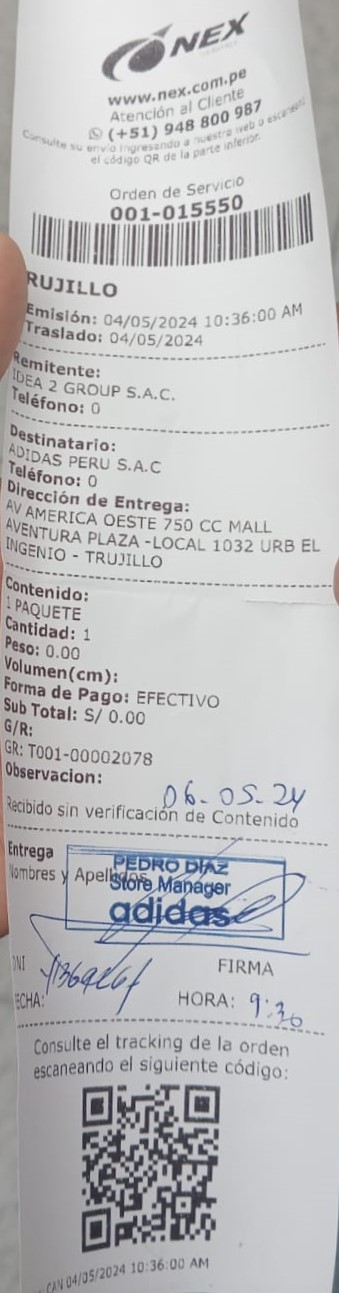 NEX
www.nex.com.pe
Atención al Cliente
(+51) 948 800 987
Consulte su envío ingresando a nuestra web o escaneando
el código QR de la parte inferior.
Orden de Servicio
001-015550
RUJILLO
Emisión: 04/05/2024 10:36:00 AM
Traslado: 04/05/2024
Remitente:
IDEA 2 GROUP S.A.C.
Teléfono: 0
Destinatario:
ADIDAS PERU S.A.C
Teléfono: 0
Dirección de Entrega:
AV AMERICA OESTE 750 CC MALL
AVENTURA PLAZA -LOCAL 1032 URB EL
INGENIO - TRUJILLO
Contenido:
1 PAQUETE
Cantidad: 1
Peso: 0.00
Volumen(cm):
Forma de Pago: EFECTIVO
Sub Total: S/ 0.00
G/R:
GR: T001-00002078
Observacion:
06-05-24
Recibido sin verificación de Contenido
Entrega
Nombres y Apellidos
PEDRO DÍAZ
Store Manager
adidas
DNI
FIRMA
FECHA:
HORA: 9:30
Consulte el tracking de la orden
escaneando el siguiente código:
CAN 04/05/2024 10:36:00 AM